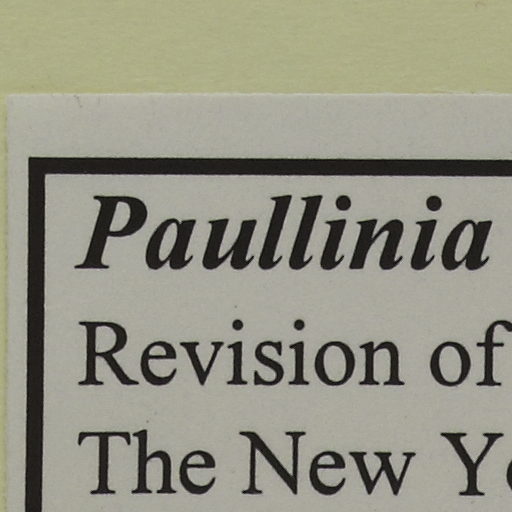 Paullinia
Revision of
The New